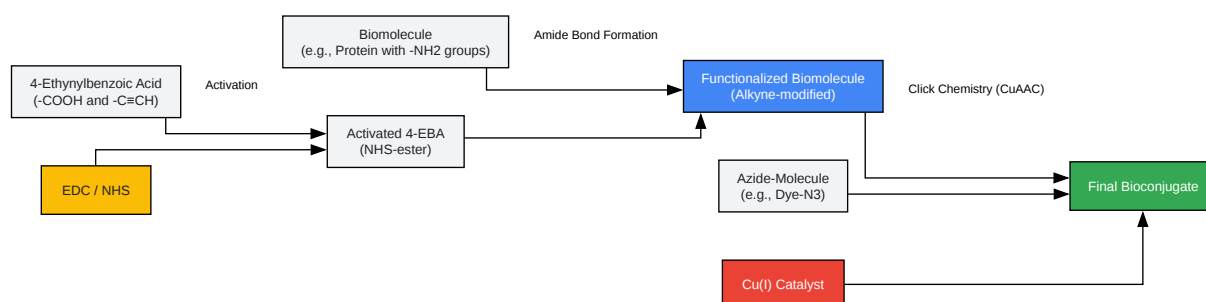 Biomolecule
(e.g., Protein with -NH2 groups)
Amide Bond Formation
4-Ethynylbenzoic Acid
(-COOH and -C≡CH)
Activation
Functionalized Biomolecule
(Alkyne-modified)
Click Chemistry (CuAAC)
Activated 4-EBA
(NHS-ester)
EDC / NHS
Azide-Molecule
(e.g., Dye-N3)
Final Bioconjugate
Cu(I) Catalyst